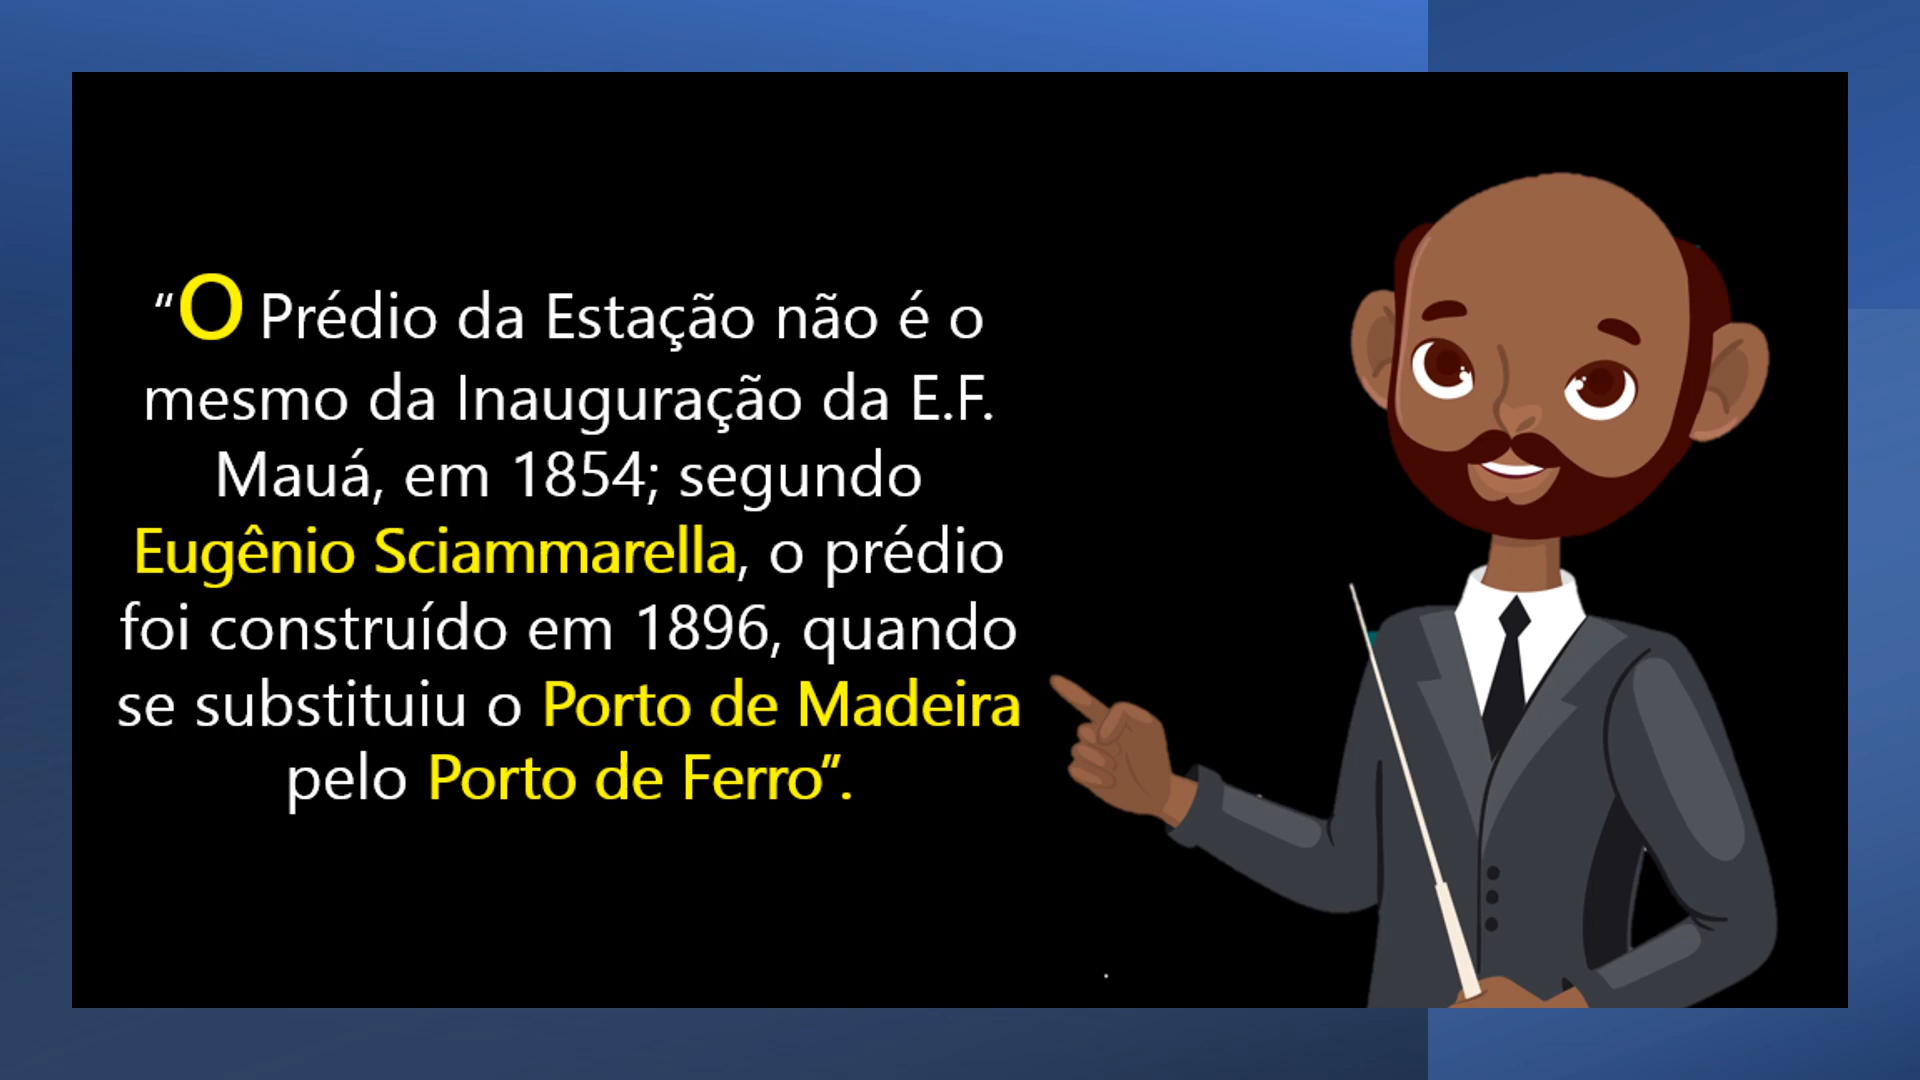 “O Prédio da Estação não é o
mesmo da Inauguração da E.F.
Mauá, em 1854; segundo
Eugênio Sciammarella, o prédio
foi construído em 1896, quando
se substituiu o Porto de Madeira
pelo Porto de Ferro”.